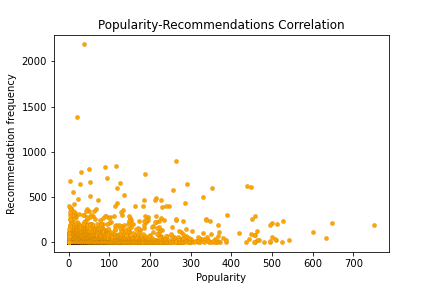 Popularity-Recommendations Correlation
Recommendation frequency
2000
1500
1000
500
0
0 100 200 300 400 500 600 700
Popularity